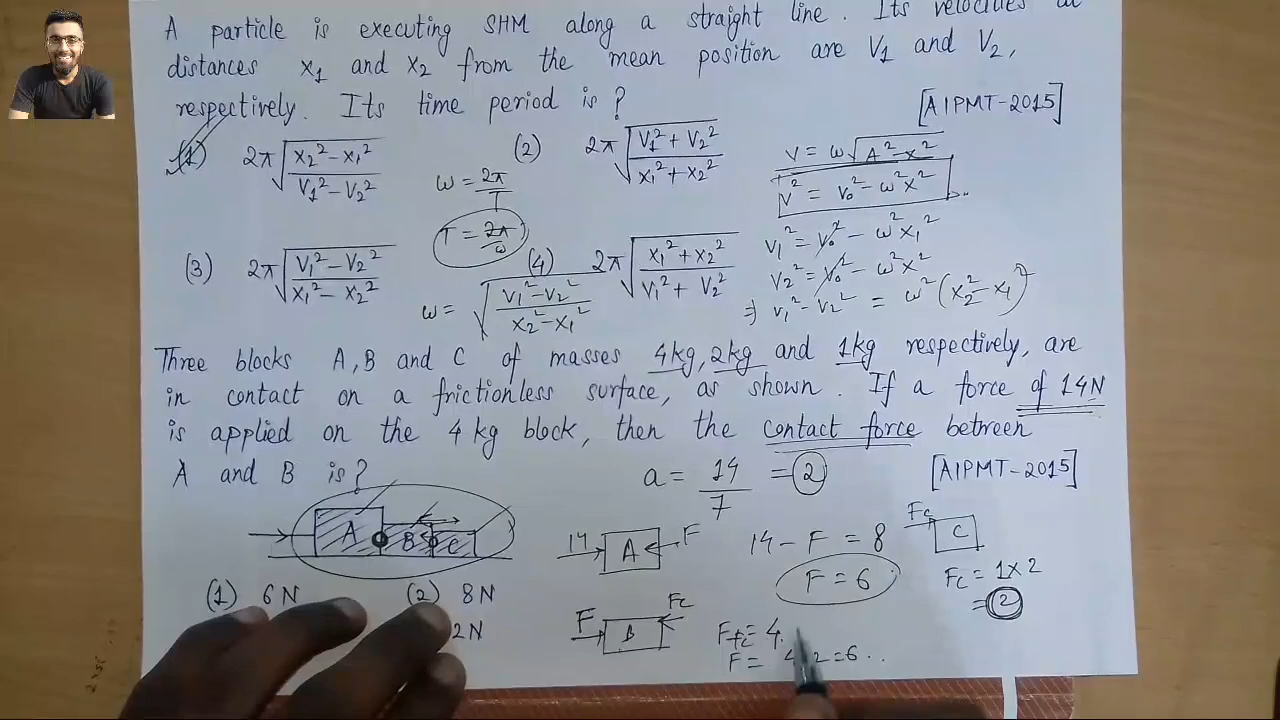 A particle is executing SHM along a straight line. Its velocities at
distances x₁ and x₂ from the mean position are V₁ and V₂,
respectively. Its time period is ?
[AIPMT-2015]
(1) 2π√((x₂² - x₁²)/(V₁² - V₂²))
(2) 2π√((V₁² + V₂²)/(x₁² + x₂²))
ω = 2π/T
T = 2π/ω
V = ω√(A² - x²)
V² = V₀² - ω²x²
(3) 2π√((V₁² - V₂²)/(x₁² - x₂²))
(4) 2π√((x₁² + x₂²)/(V₁² + V₂²))
ω = √((V₁² - V₂²)/(x₂² - x₁²))
V₁² = V₀² - ω²x₁²
V₂² = V₀² - ω²x²
⇒ V₁² - V₂² = ω²(x₂² - x₁²)
Three blocks A, B and C of masses 4kg, 2kg and 1kg respectively, are
in contact on a frictionless surface, as shown. If a force of 14N
is applied on the 4 kg block, then the contact force between
A and B is ?
[AIPMT-2015]
a = 14/7 = 2
A B C
14 A F
14 - F = 8
F = 6
Fc C
Fc = 1×2
= 2
(1) 6N
(2) 8N
2N
F B Fc
= 4
F = 2 = 6